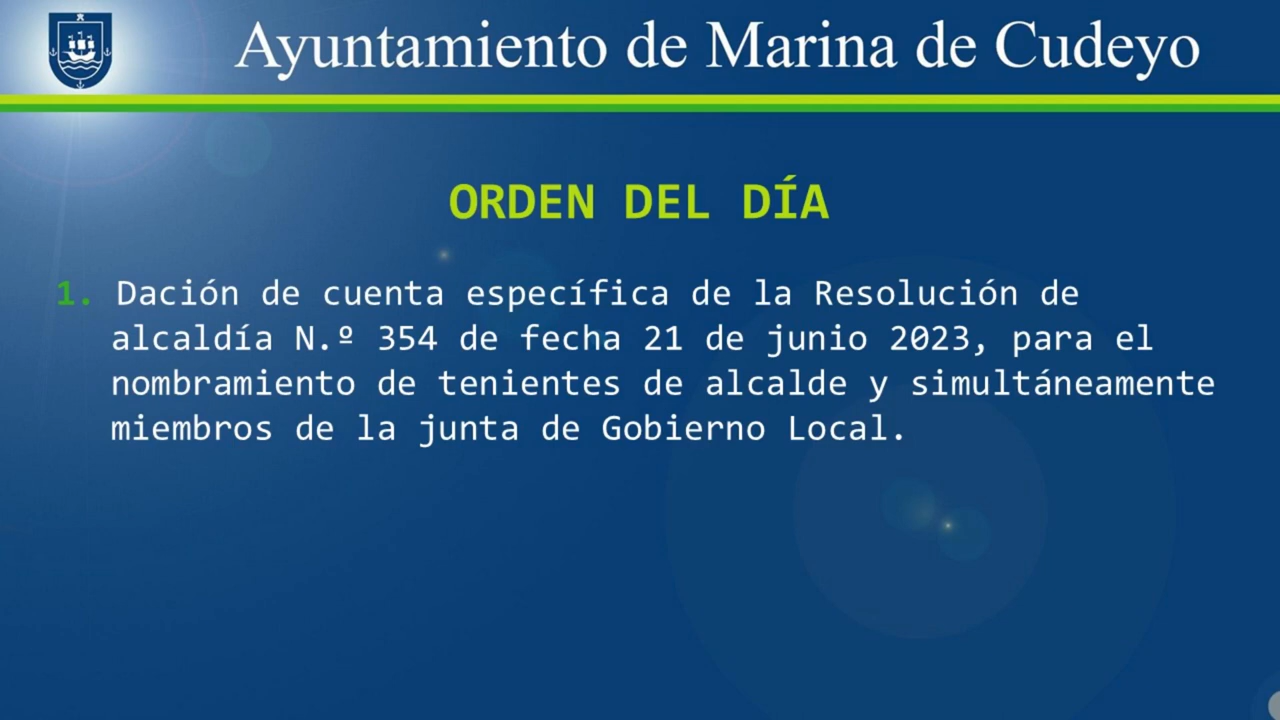 Ayuntamiento de Marina de Cudeyo
ORDEN DEL DÍA
1. Dación de cuenta específica de la Resolución de
alcaldía N.º 354 de fecha 21 de junio 2023, para el
nombramiento de tenientes de alcalde y simultáneamente
miembros de la junta de Gobierno Local.